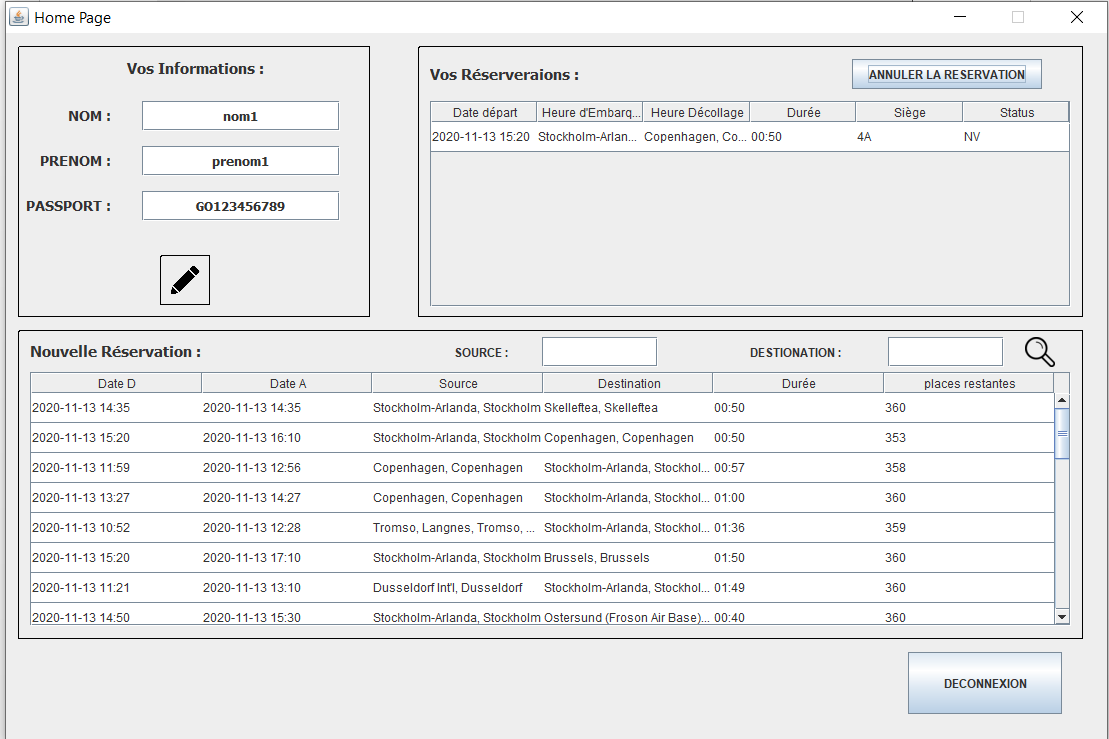 Home Page
Vos Informations :
NOM :
nom1
PRENOM :
prenom1
PASSPORT :
GO123456789
Vos Réserveraions :
ANNULER LA RESERVATION
Date départ Heure d'Embarq... Heure Décollage Durée Siège Status
2020-11-13 15:20 Stockholm-Arlan... Copenhagen, Co... 00:50 4A NV
Nouvelle Réservation :
SOURCE :
DESTIONATION :
Date D Date A Source Destination Durée places restantes
2020-11-13 14:35 2020-11-13 14:35 Stockholm-Arlanda, Stockholm Skelleftea, Skelleftea 00:50 360
2020-11-13 15:20 2020-11-13 16:10 Stockholm-Arlanda, Stockholm Copenhagen, Copenhagen 00:50 353
2020-11-13 11:59 2020-11-13 12:56 Copenhagen, Copenhagen Stockholm-Arlanda, Stockhol... 00:57 358
2020-11-13 13:27 2020-11-13 14:27 Copenhagen, Copenhagen Stockholm-Arlanda, Stockhol... 01:00 360
2020-11-13 10:52 2020-11-13 12:28 Tromso, Langnes, Tromso, ... Stockholm-Arlanda, Stockhol... 01:36 359
2020-11-13 15:20 2020-11-13 17:10 Stockholm-Arlanda, Stockholm Brussels, Brussels 01:50 360
2020-11-13 11:21 2020-11-13 13:10 Dusseldorf Int'l, Dusseldorf Stockholm-Arlanda, Stockhol... 01:49 360
2020-11-13 14:50 2020-11-13 15:30 Stockholm-Arlanda, Stockholm Ostersund (Froson Air Base)... 00:40 360
DECONNEXION